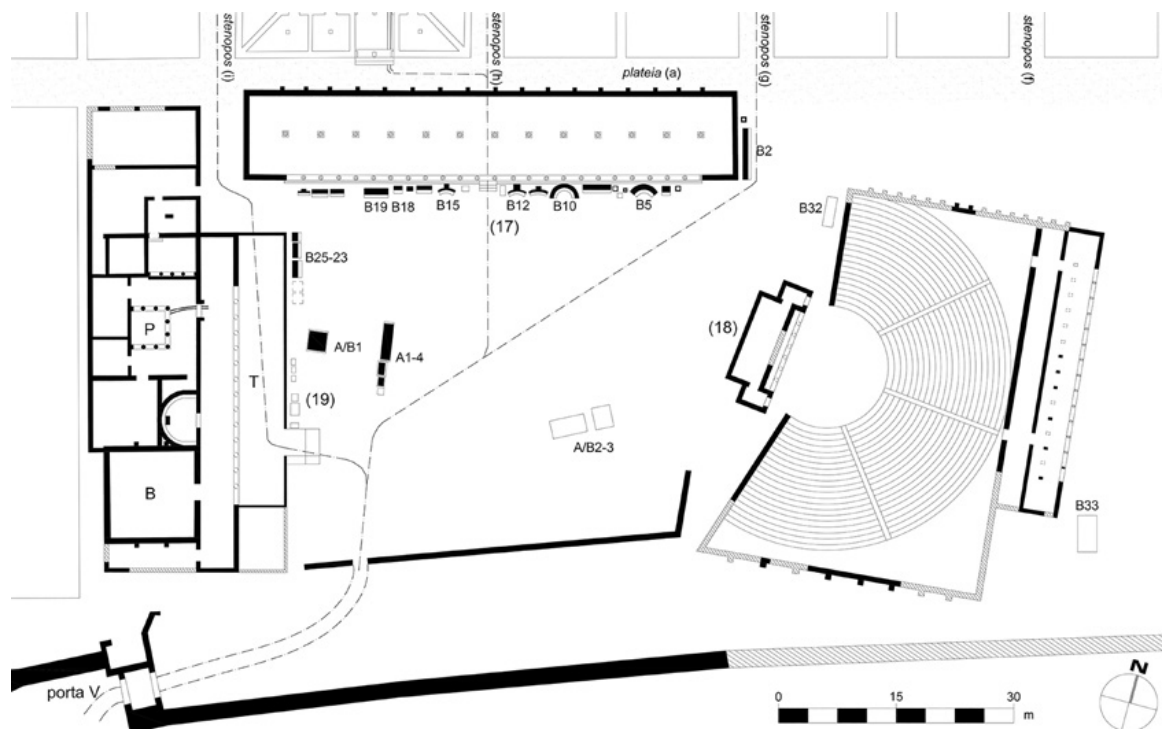 stenopos (i)
stenopos (h)
plateia (a)
stenopos (g)
stenopos (f)
B2
B19 B18 B15 B12 B10 B5
(17)
B32
B25-23
P
A/B1
A1-4
(18)
T
(19)
A/B2-3
B
B33
porta V
N
0 15 30
m